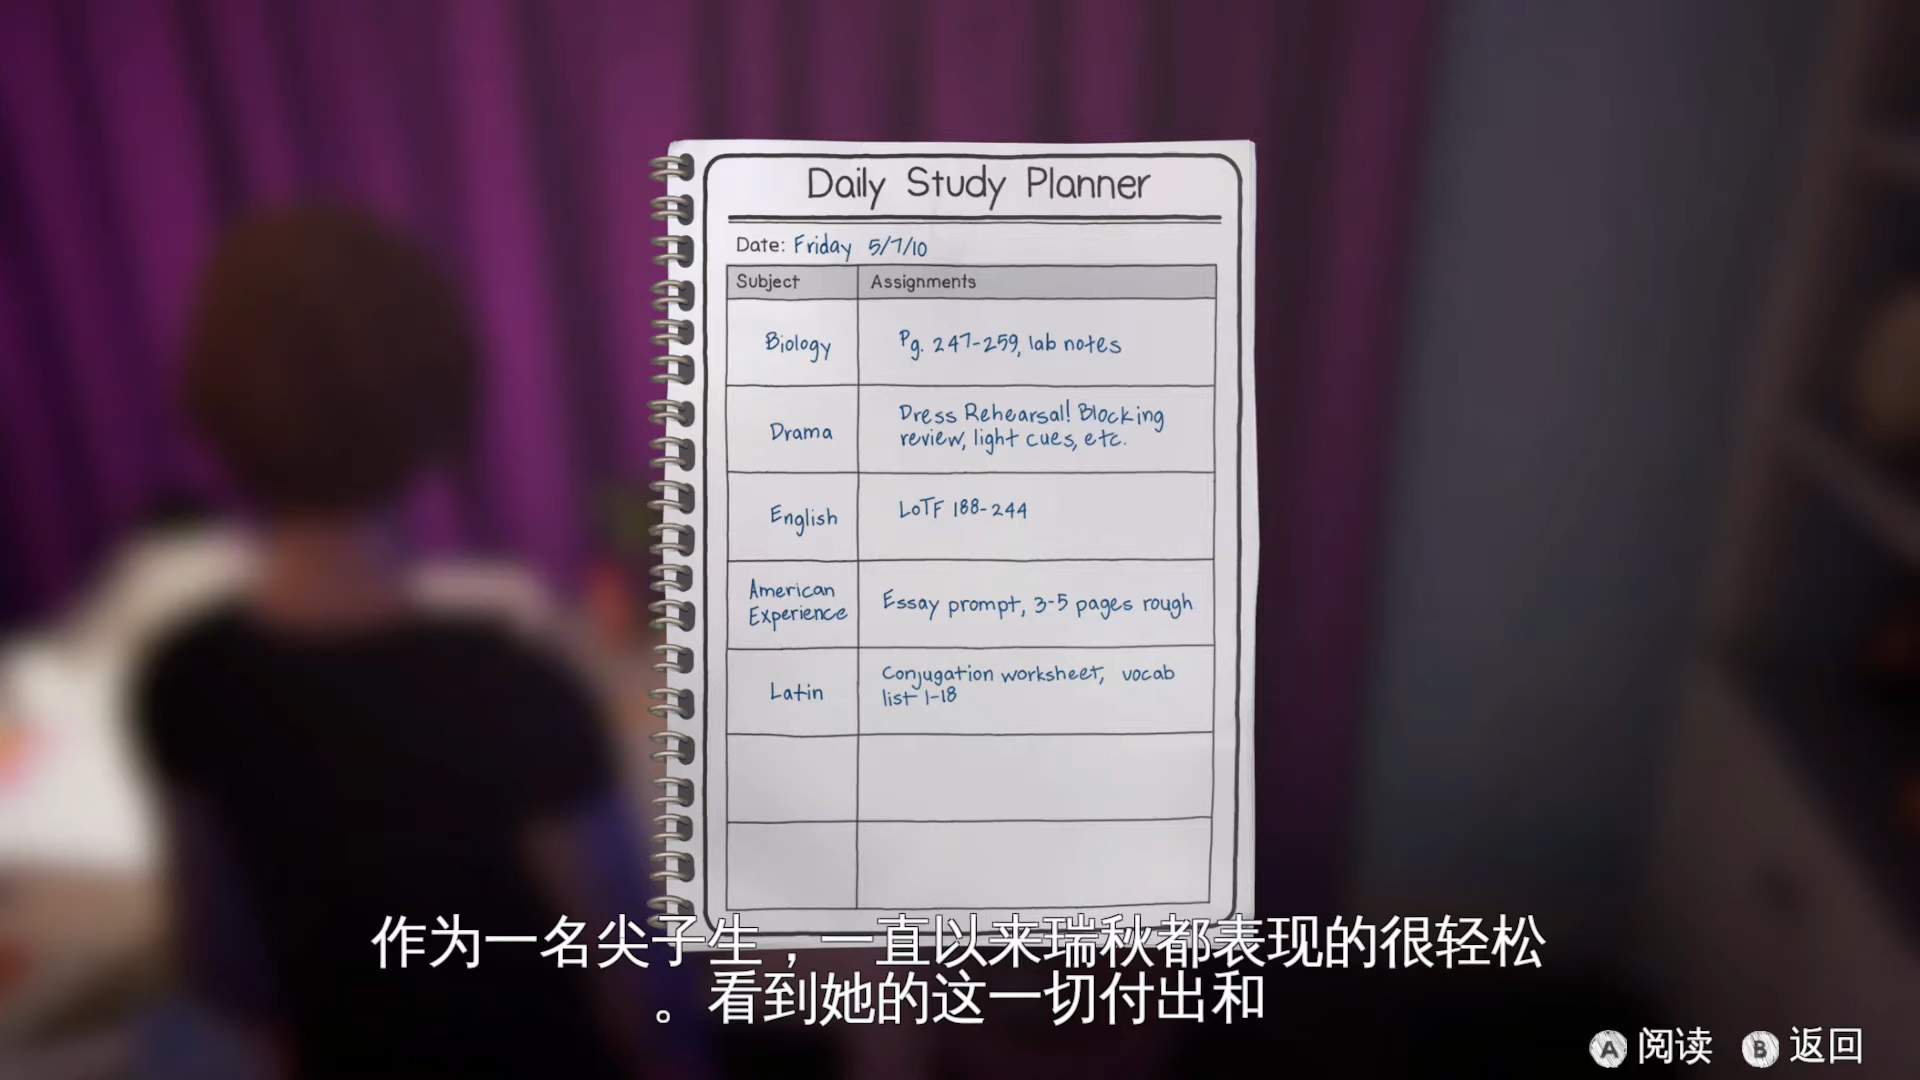 Daily Study Planner
Date: Friday 5/7/10
Subject Assignments
Biology Pg. 247-259, lab notes
Drama Dress Rehearsal! Blocking
review, light cues, etc.
English LoTF 188-244
American
Experience Essay prompt, 3-5 pages rough
Latin Conjugation worksheet, vocab
list 1-18
作为一名尖子生，一直以来瑞秋都表现的很轻松
。看到她的这一切付出和
A 阅读 B 返回